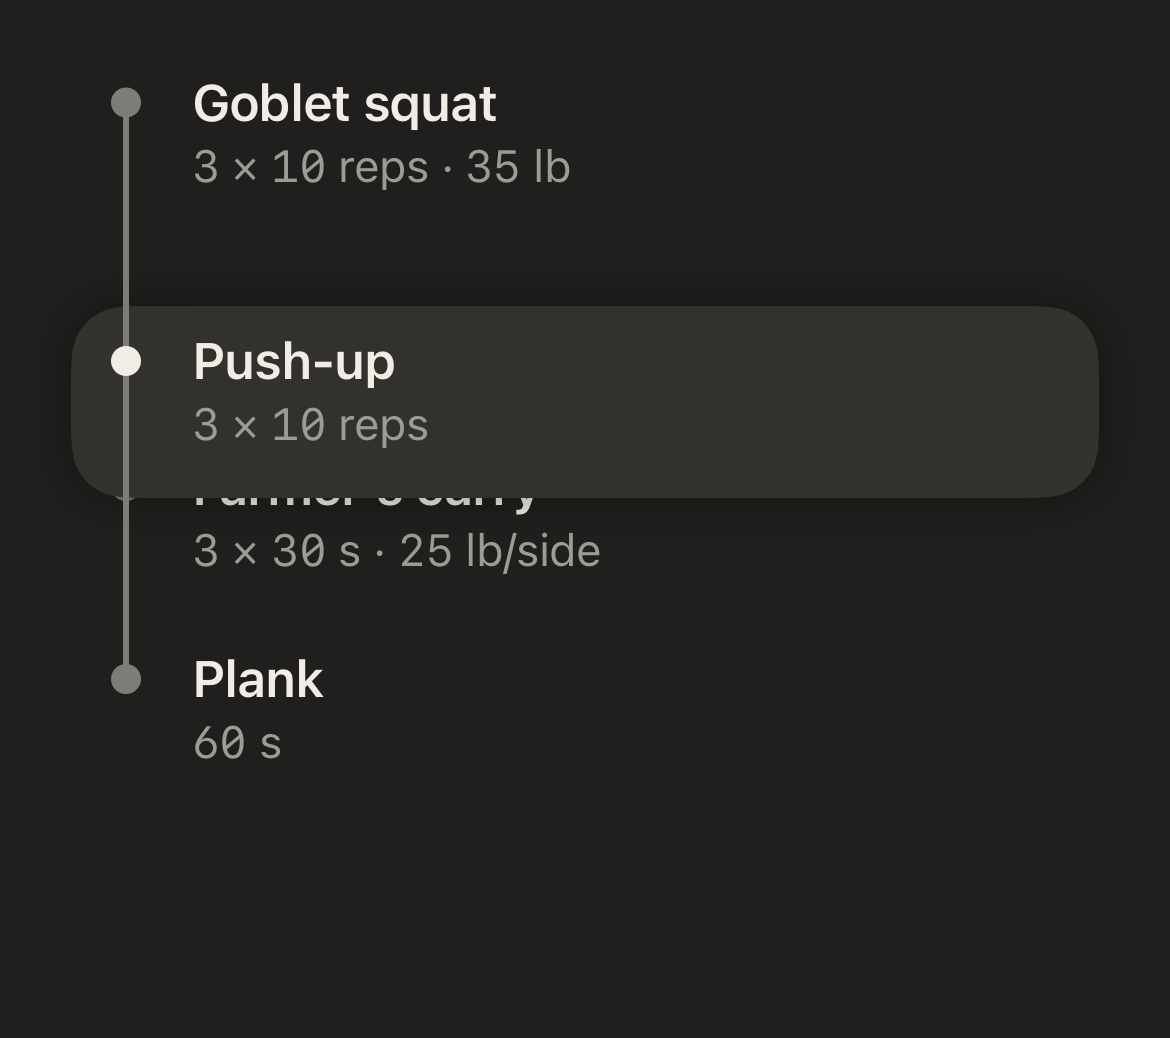 Goblet squat
3 × 10 reps · 35 lb
Push-up
3 × 10 reps
3 × 30 s · 25 lb/side
Plank
60 s